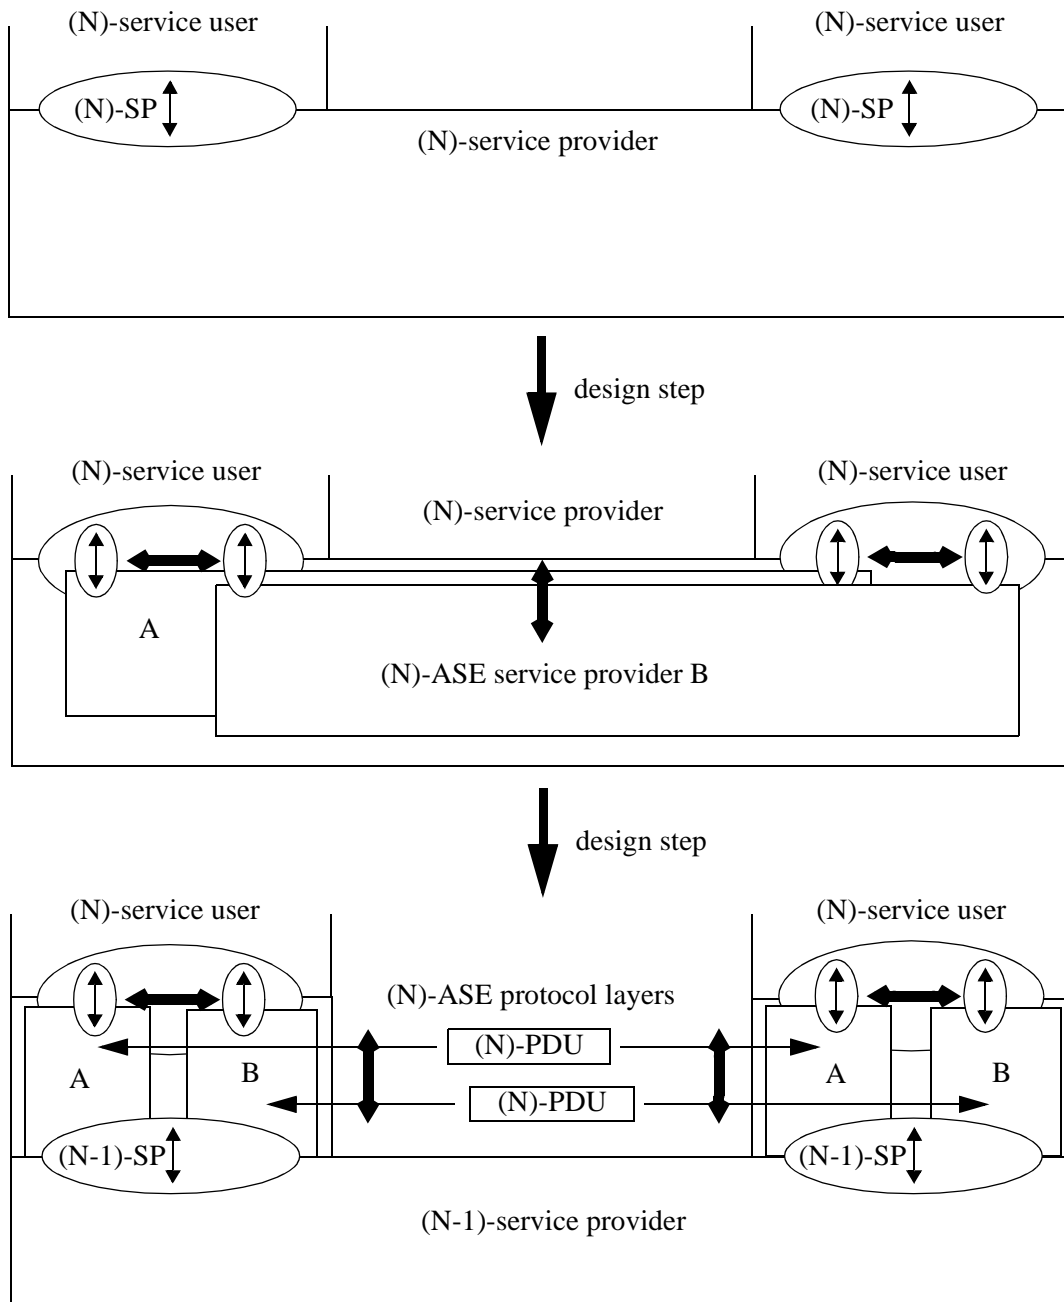 (N)-service user
(N)-service user
(N)-SP
(N)-SP
(N)-service provider
design step
(N)-service user
(N)-service user
(N)-service provider
A
(N)-ASE service provider B
design step
(N)-service user
(N)-service user
(N)-ASE protocol layers
(N)-PDU
A
B
A
B
(N)-PDU
(N-1)-SP
(N-1)-SP
(N-1)-service provider